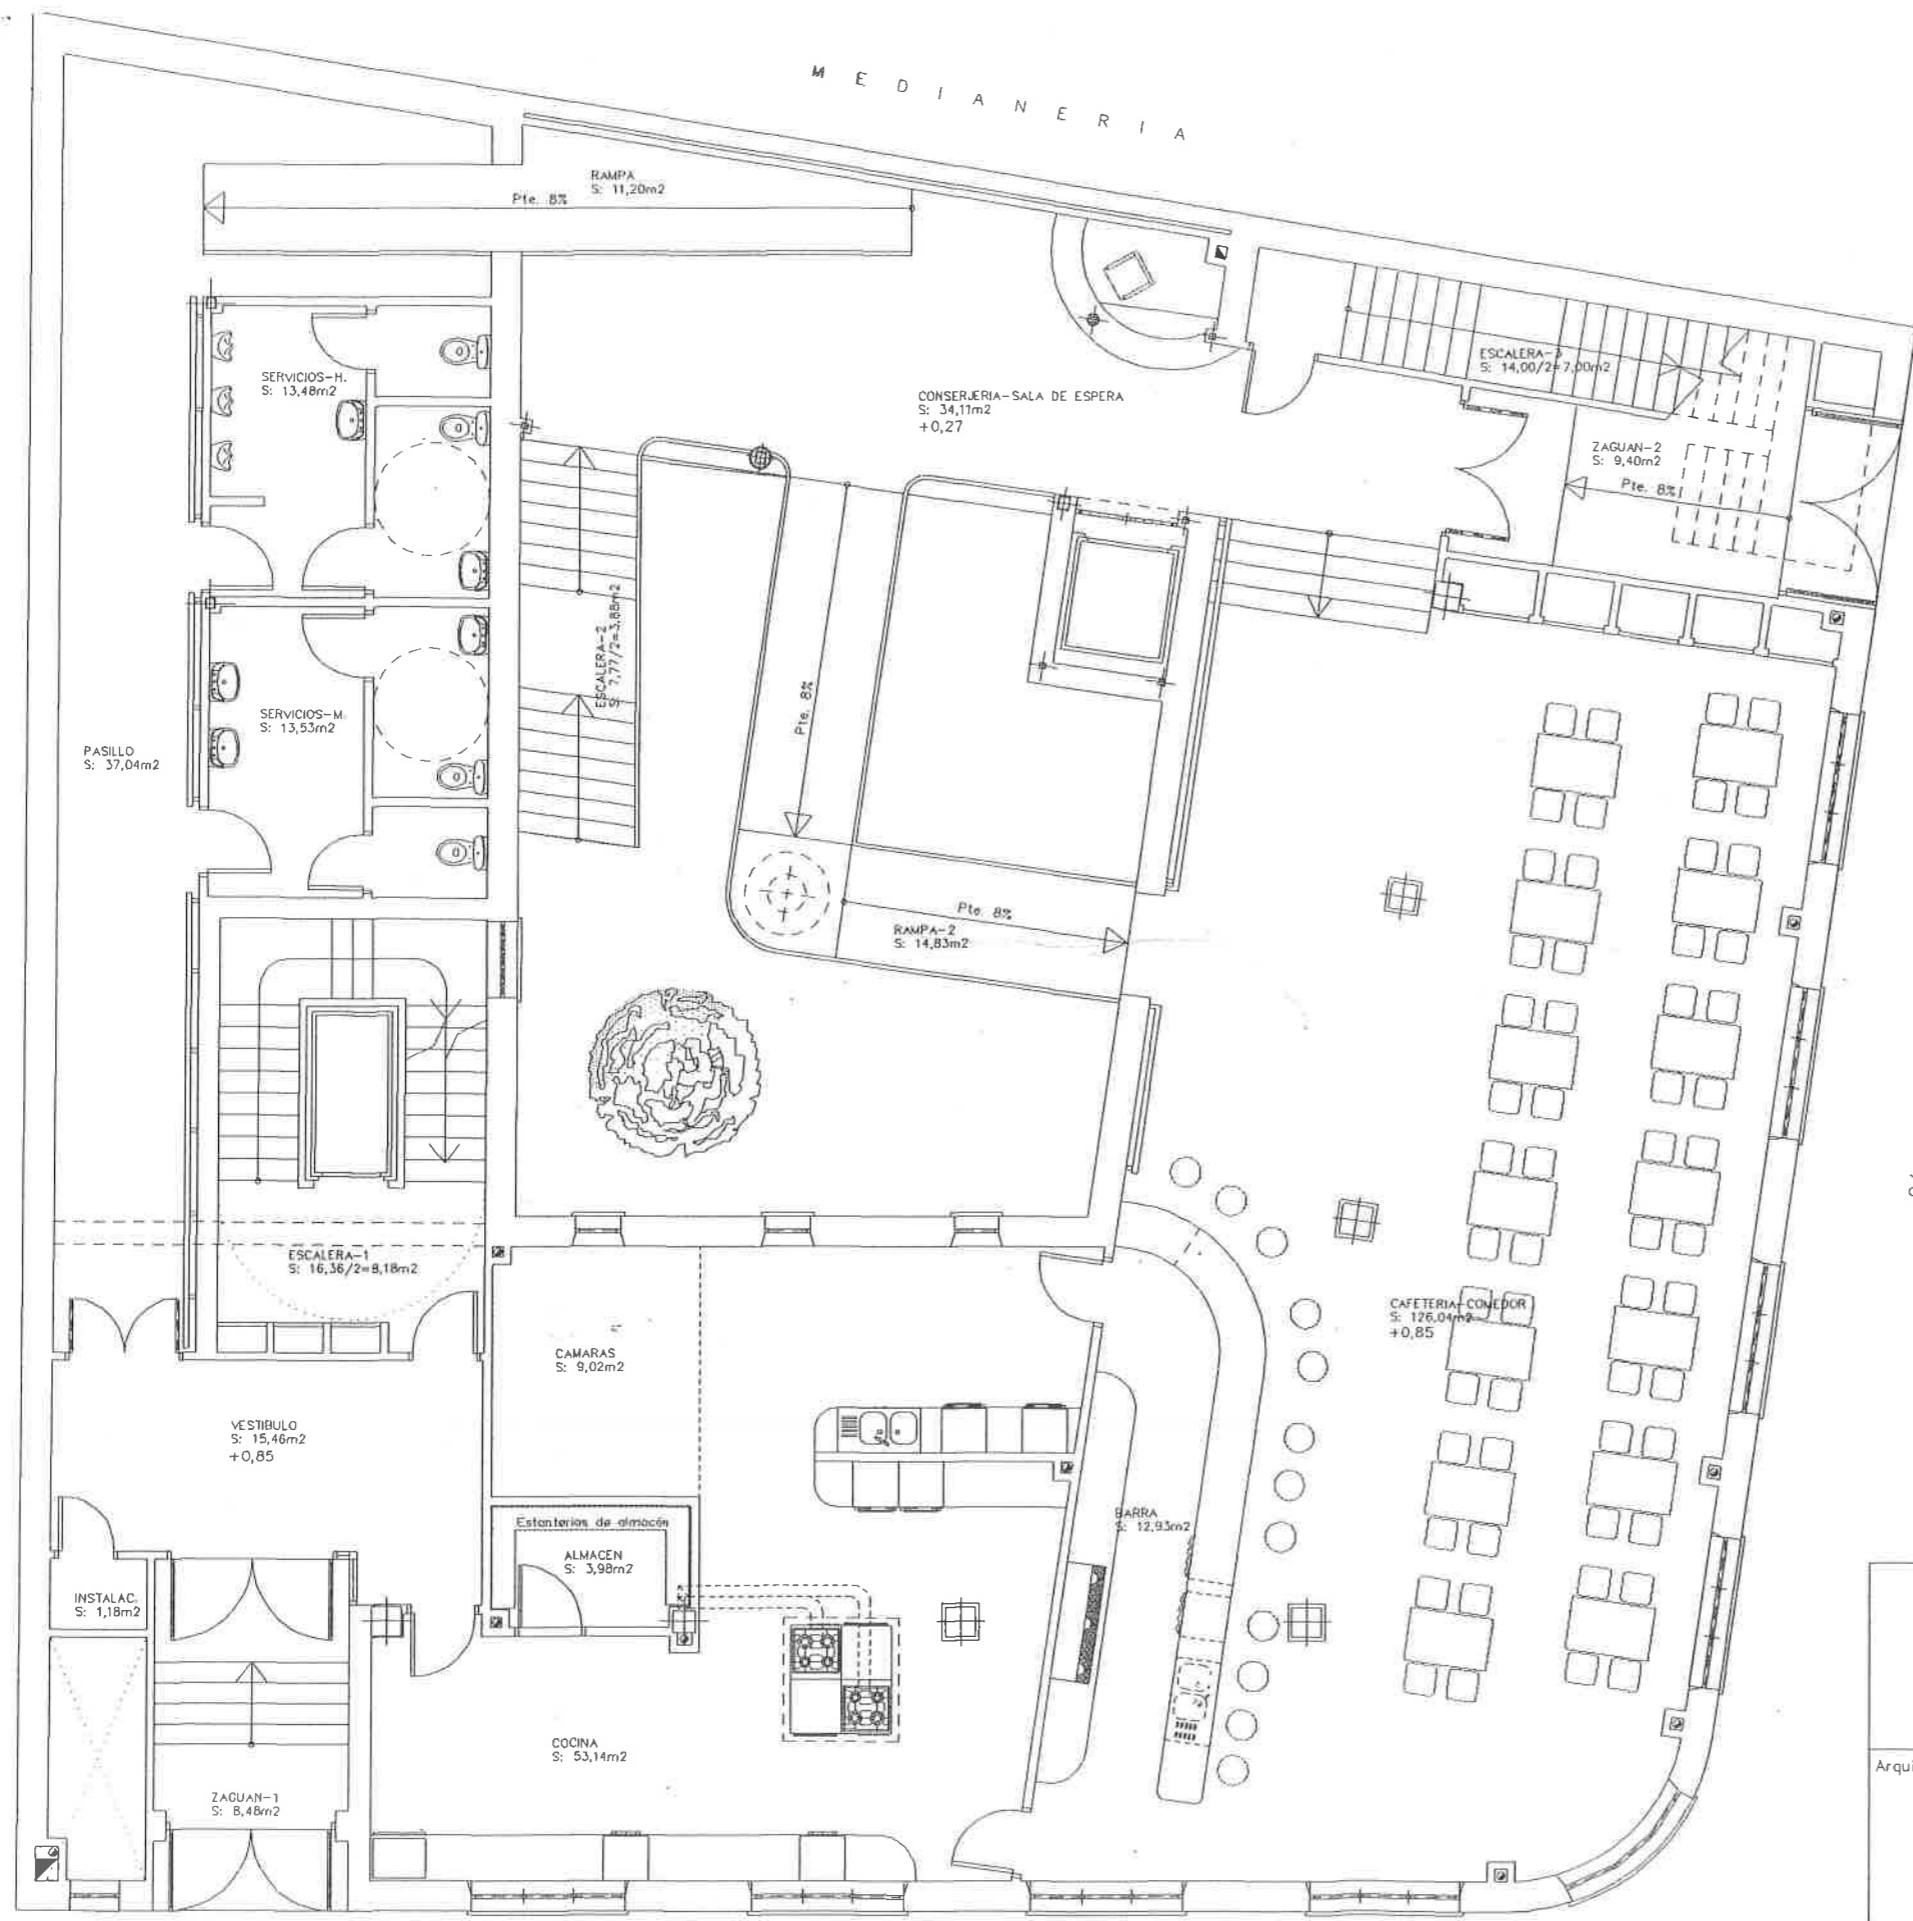 MEDIANERIA
RAMPA
S: 11,20m2
Pte. 8%
SERVICIOS-H.
S: 13,48m2
CONSERJERIA-SALA DE ESPERA
S: 34,11m2
+0,27
ESCALERA-3
S: 14,00/2=7,00m2
ZAGUAN-2
S: 9,40m2
Pte. 8%
ESCALERA-2
S: 7,77/2=3,88m2
Pte. 8%
SERVICIOS-M.
S: 13,53m2
PASILLO
S: 37,04m2
Pte. 8%
RAMPA-2
S: 14,83m2
ESCALERA-1
S: 16,36/2=8,18m2
CAFETERIA-COMEDOR
S: 126,04m2
+0,85
CAMARAS
S: 9,02m2
VESTIBULO
S: 15,46m2
+0,85
BARRA
S: 12,93m2
Estanterias de almacén
ALMACEN
S: 3,98m2
INSTALAC.
S: 1,18m2
COCINA
S: 53,14m2
ZAGUAN-1
S: 8,48m2
Arqui